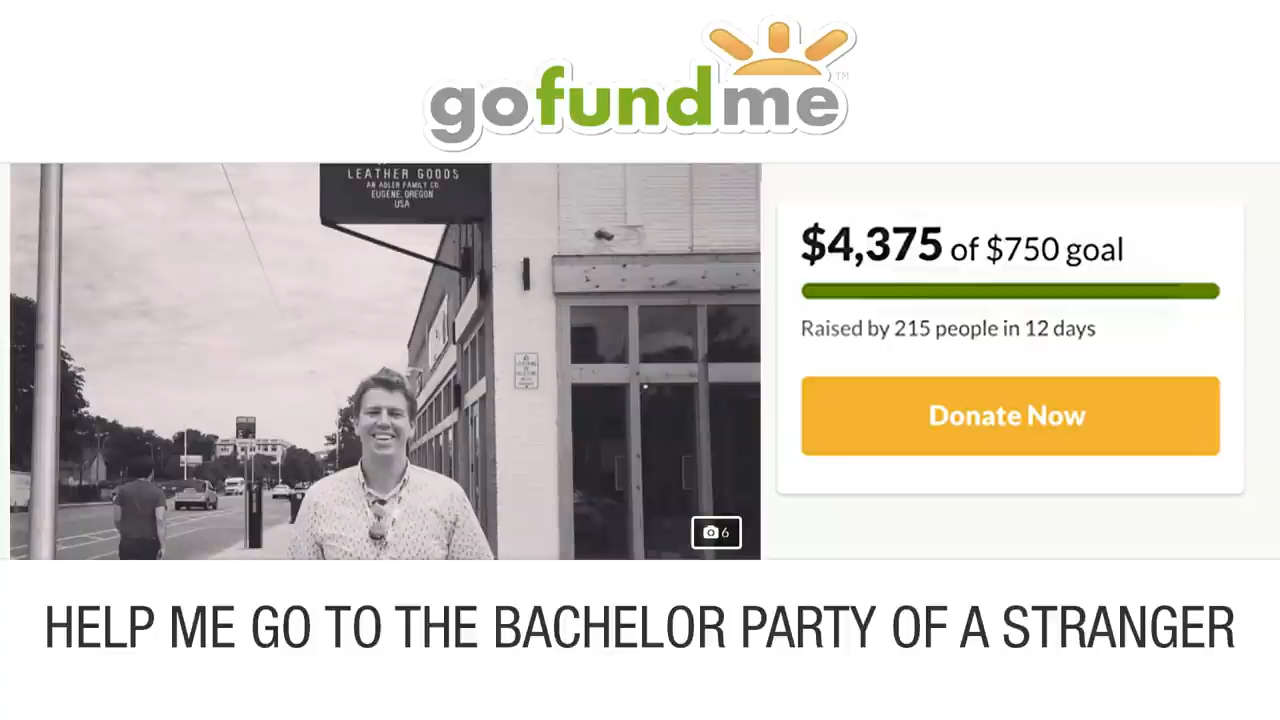 gofundme™
LEATHER GOODS
AN ADLER FAMILY CO.
EUGENE, OREGON
USA
$4,375 of $750 goal
Raised by 215 people in 12 days
Donate Now
6
HELP ME GO TO THE BACHELOR PARTY OF A STRANGER